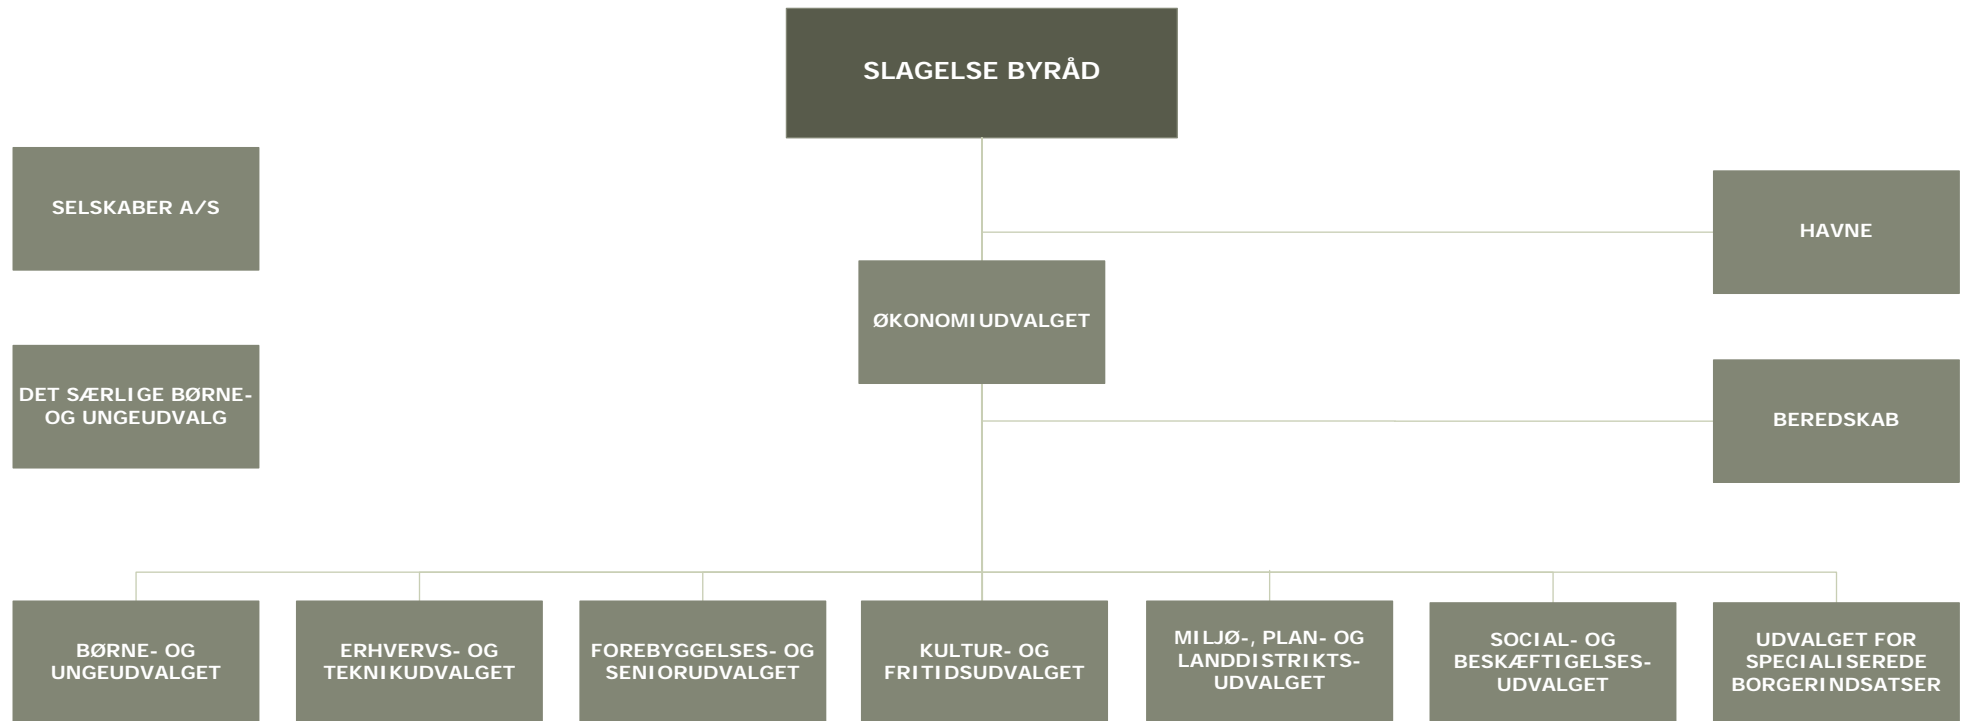 SLAGELSE BYRÅD
SELSKABER A/S
HAVNE
ØKONOMIUDVALGET
DET SÆRLIGE BØRNE-
OG UNGEUDVALG
BEREDSKAB
BØRNE- OG
UNGEUDVALGET
ERHVERVS- OG
TEKNIKUDVALGET
FOREBYGGELSES- OG
SENIORUDVALGET
KULTUR- OG
FRITIDSUDVALGET
MILJØ-, PLAN- OG
LANDDISTRIKTS-
UDVALGET
SOCIAL- OG
BESKÆFTIGELSES-
UDVALGET
UDVALGET FOR
SPECIALISEREDE
BORGERINDSATSER